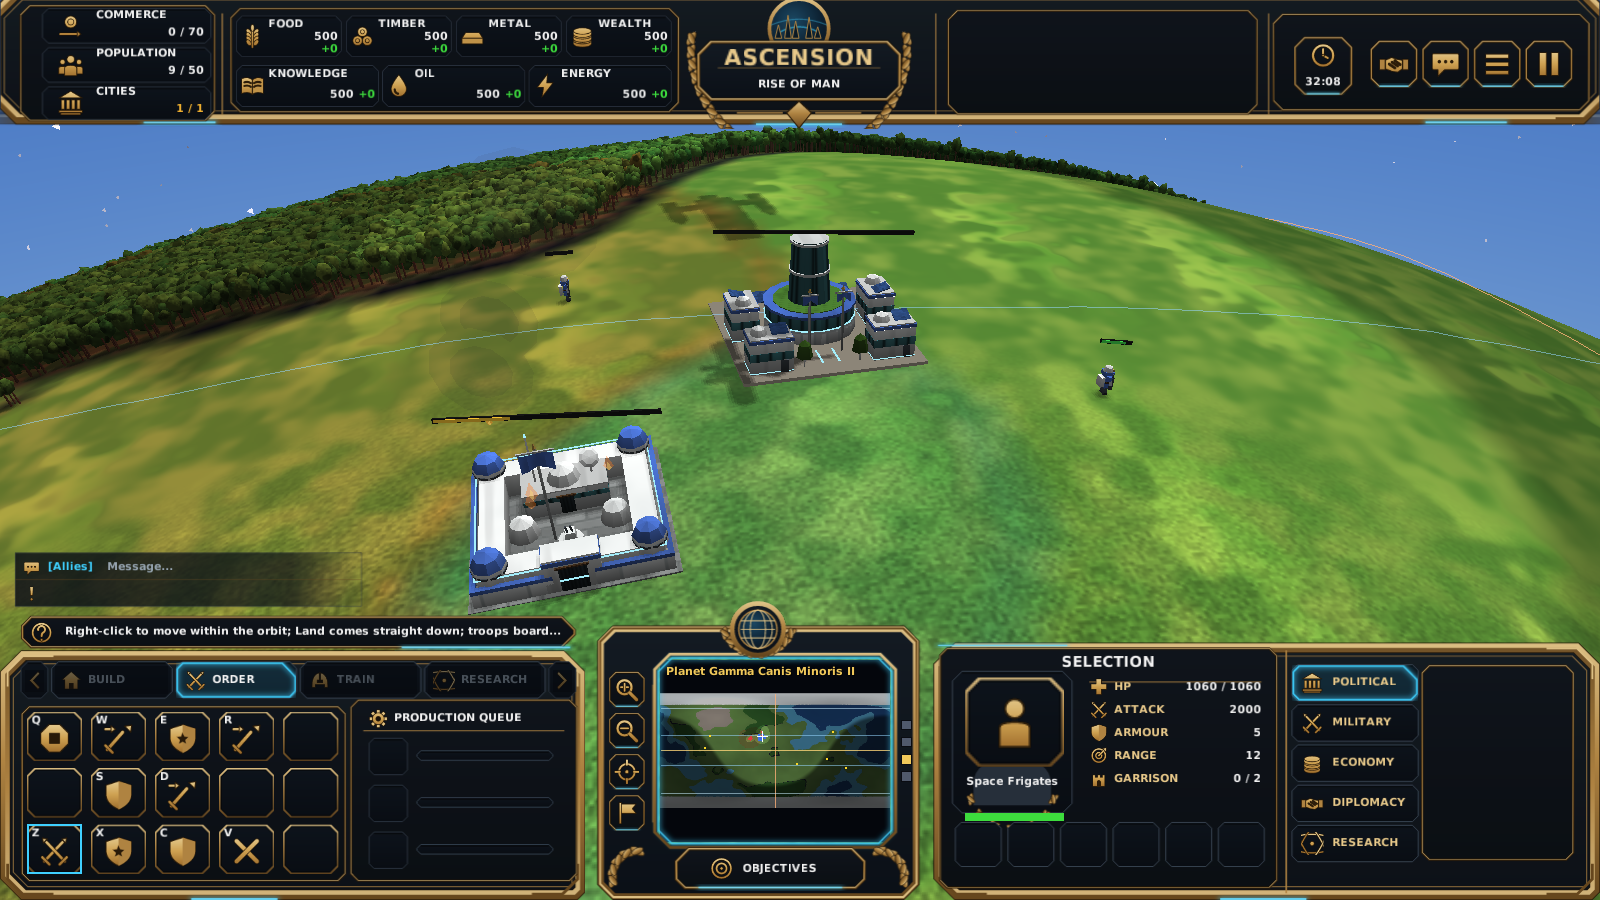 COMMERCE
0 / 70
POPULATION
9 / 50
CITIES
1 / 1
FOOD
500
+0
TIMBER
500
+0
METAL
500
+0
WEALTH
500
+0
KNOWLEDGE
500 +0
OIL
500 +0
ENERGY
500 +0
ASCENSION
RISE OF MAN
32:08
[Allies] Message...
!
Right-click to move within the orbit; Land comes straight down; troops board...
BUILD
ORDER
TRAIN
RESEARCH
Q
W
E
R
S
D
Z
X
C
V
PRODUCTION QUEUE
Planet Gamma Canis Minoris II
OBJECTIVES
SELECTION
Space Frigates
HP 1060 / 1060
ATTACK 2000
ARMOUR 5
RANGE 12
GARRISON 0 / 2
POLITICAL
MILITARY
ECONOMY
DIPLOMACY
RESEARCH